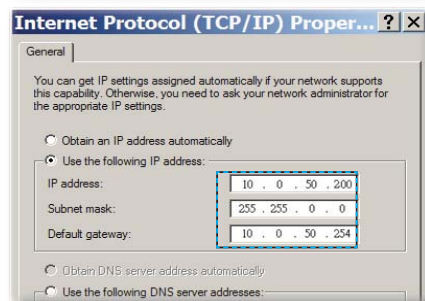 Internet Protocol (TCP/IP) Proper... ? ×
General
You can get IP settings assigned automatically if your network supports
this capability. Otherwise, you need to ask your network administrator for
the appropriate IP settings.
Obtain an IP address automatically
Use the following IP address:
IP address: 10 . 0 . 50 . 200
Subnet mask: 255 . 255 . 0 . 0
Default gateway: 10 . 0 . 50 . 254
Obtain DNS server address automatically
Use the following DNS server addresses: